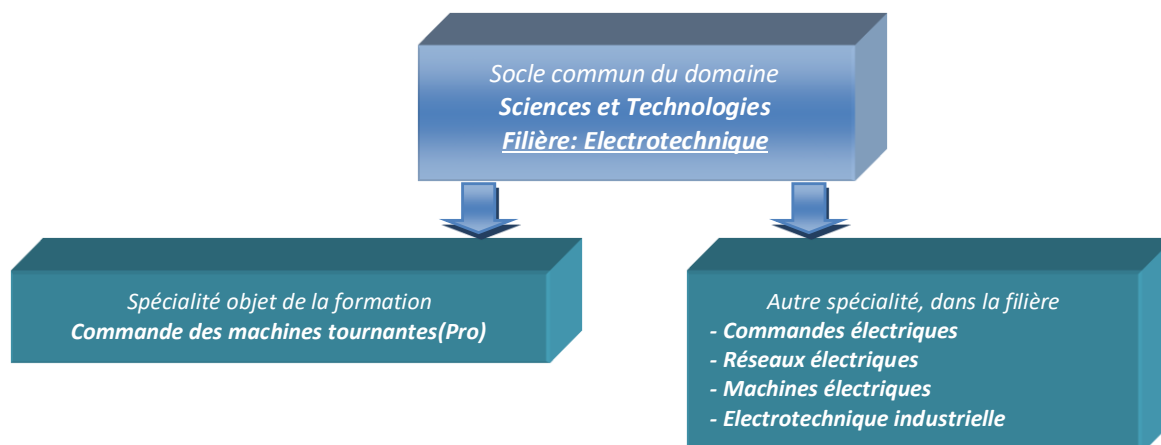 Socle commun du domaine
Sciences et Technologies
Filière: Electrotechnique
Spécialité objet de la formation
Commande des machines tournantes(Pro)
Autre spécialité, dans la filière
- Commandes électriques
- Réseaux électriques
- Machines électriques
- Electrotechnique industrielle